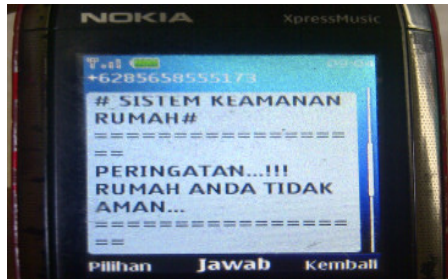 NOKIA XpressMusic
+6285658555173
# SISTEM KEAMANAN
RUMAH#
================
==
PERINGATAN...!!!
RUMAH ANDA TIDAK
AMAN...
================
==
Pilihan Jawab Kembali